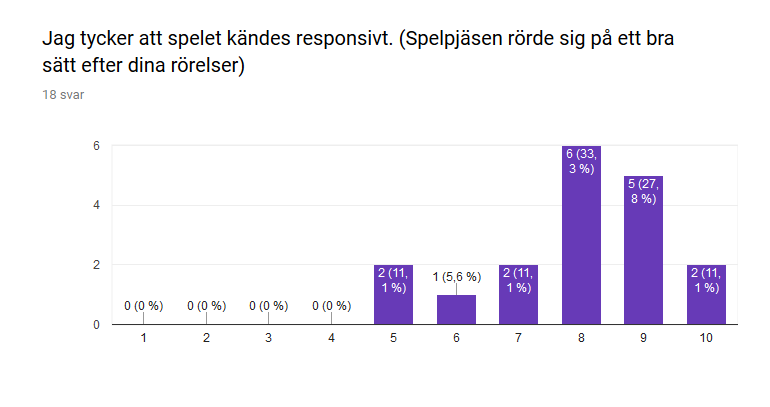 Jag tycker att spelet kändes responsivt. (Spelpjäsen rörde sig på ett bra
sätt efter dina rörelser)
18 svar
6
4
2
0
0 (0 %)
0 (0 %)
0 (0 %)
0 (0 %)
2 (11,
1 %)
1 (5,6 %)
2 (11,
1 %)
6 (33,
3 %)
5 (27,
8 %)
2 (11,
1 %)
1 2 3 4 5 6 7 8 9 10